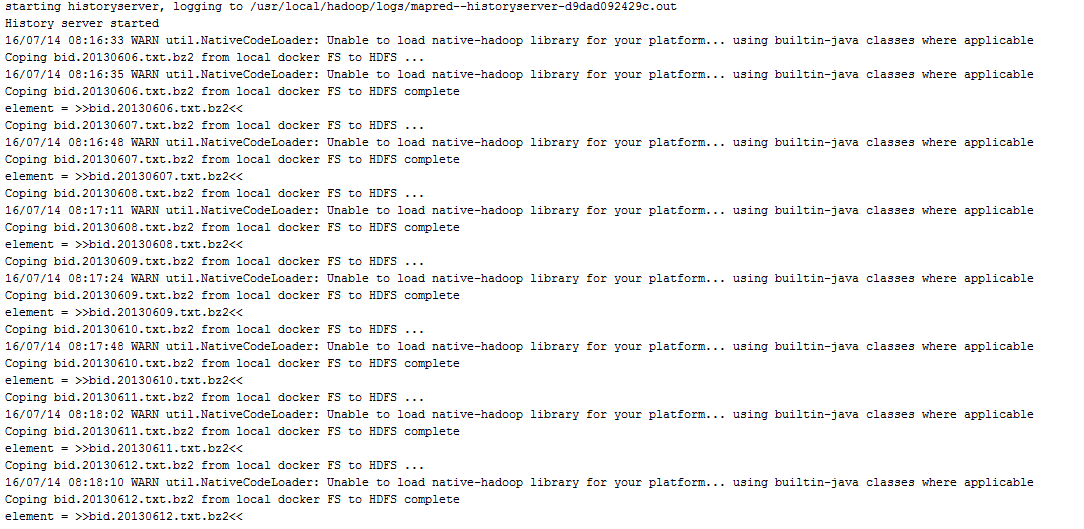 starting historyserver, logging to /usr/local/hadoop/logs/mapred--historyserver-d9dad092429c.out
History server started
16/07/14 08:16:33 WARN util.NativeCodeLoader: Unable to load native-hadoop library for your platform... using builtin-java classes where applicable
Coping bid.20130606.txt.bz2 from local docker FS to HDFS ...
16/07/14 08:16:35 WARN util.NativeCodeLoader: Unable to load native-hadoop library for your platform... using builtin-java classes where applicable
Coping bid.20130606.txt.bz2 from local docker FS to HDFS complete
element = >>bid.20130606.txt.bz2<<
Coping bid.20130607.txt.bz2 from local docker FS to HDFS ...
16/07/14 08:16:48 WARN util.NativeCodeLoader: Unable to load native-hadoop library for your platform... using builtin-java classes where applicable
Coping bid.20130607.txt.bz2 from local docker FS to HDFS complete
element = >>bid.20130607.txt.bz2<<
Coping bid.20130608.txt.bz2 from local docker FS to HDFS ...
16/07/14 08:17:11 WARN util.NativeCodeLoader: Unable to load native-hadoop library for your platform... using builtin-java classes where applicable
Coping bid.20130608.txt.bz2 from local docker FS to HDFS complete
element = >>bid.20130608.txt.bz2<<
Coping bid.20130609.txt.bz2 from local docker FS to HDFS ...
16/07/14 08:17:24 WARN util.NativeCodeLoader: Unable to load native-hadoop library for your platform... using builtin-java classes where applicable
Coping bid.20130609.txt.bz2 from local docker FS to HDFS complete
element = >>bid.20130609.txt.bz2<<
Coping bid.20130610.txt.bz2 from local docker FS to HDFS ...
16/07/14 08:17:48 WARN util.NativeCodeLoader: Unable to load native-hadoop library for your platform... using builtin-java classes where applicable
Coping bid.20130610.txt.bz2 from local docker FS to HDFS complete
element = >>bid.20130610.txt.bz2<<
Coping bid.20130611.txt.bz2 from local docker FS to HDFS ...
16/07/14 08:18:02 WARN util.NativeCodeLoader: Unable to load native-hadoop library for your platform... using builtin-java classes where applicable
Coping bid.20130611.txt.bz2 from local docker FS to HDFS complete
element = >>bid.20130611.txt.bz2<<
Coping bid.20130612.txt.bz2 from local docker FS to HDFS ...
16/07/14 08:18:10 WARN util.NativeCodeLoader: Unable to load native-hadoop library for your platform... using builtin-java classes where applicable
Coping bid.20130612.txt.bz2 from local docker FS to HDFS complete
element = >>bid.20130612.txt.bz2<<